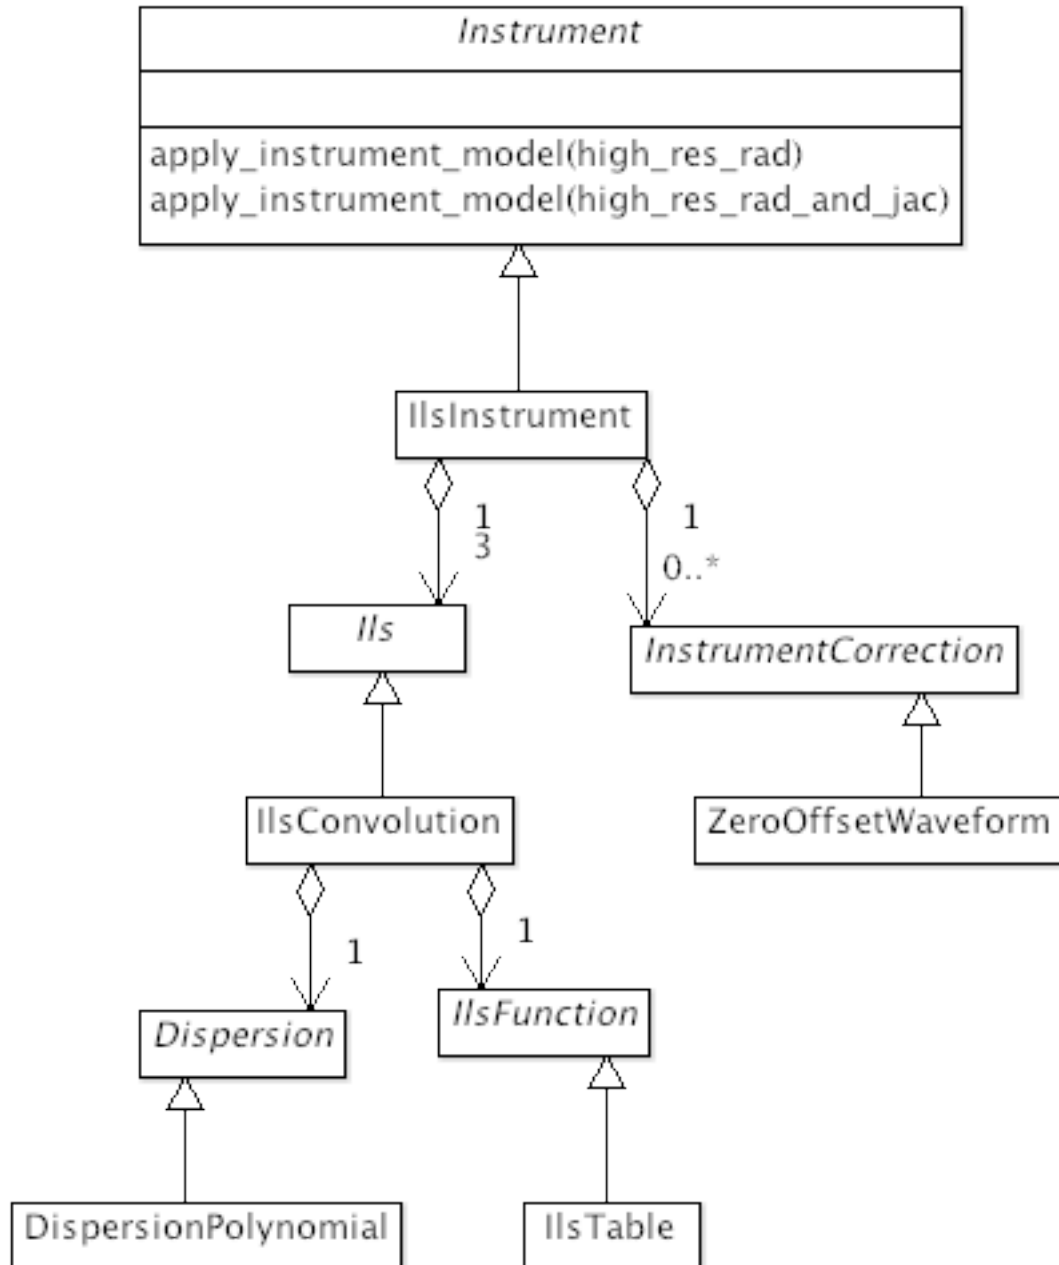 Instrument
apply_instrument_model(high_res_rad)
apply_instrument_model(high_res_rad_and_jac)
IlsInstrument
1
3
1
0..*
Ils
InstrumentCorrection
IlsConvolution
ZeroOffsetWaveform
1
1
Dispersion
IlsFunction
DispersionPolynomial
IlsTable